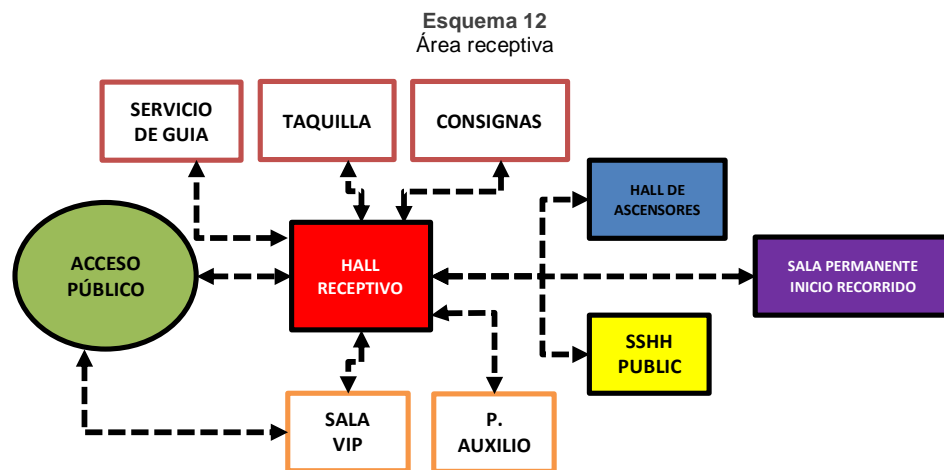 Esquema 12
Área receptiva
SERVICIO
DE GUIA
TAQUILLA
CONSIGNAS
HALL DE
ASCENSORES
ACCESO
PÚBLICO
HALL
RECEPTIVO
SALA PERMANENTE
INICIO RECORRIDO
SSHH
PUBLIC
SALA
VIP
P.
AUXILIO